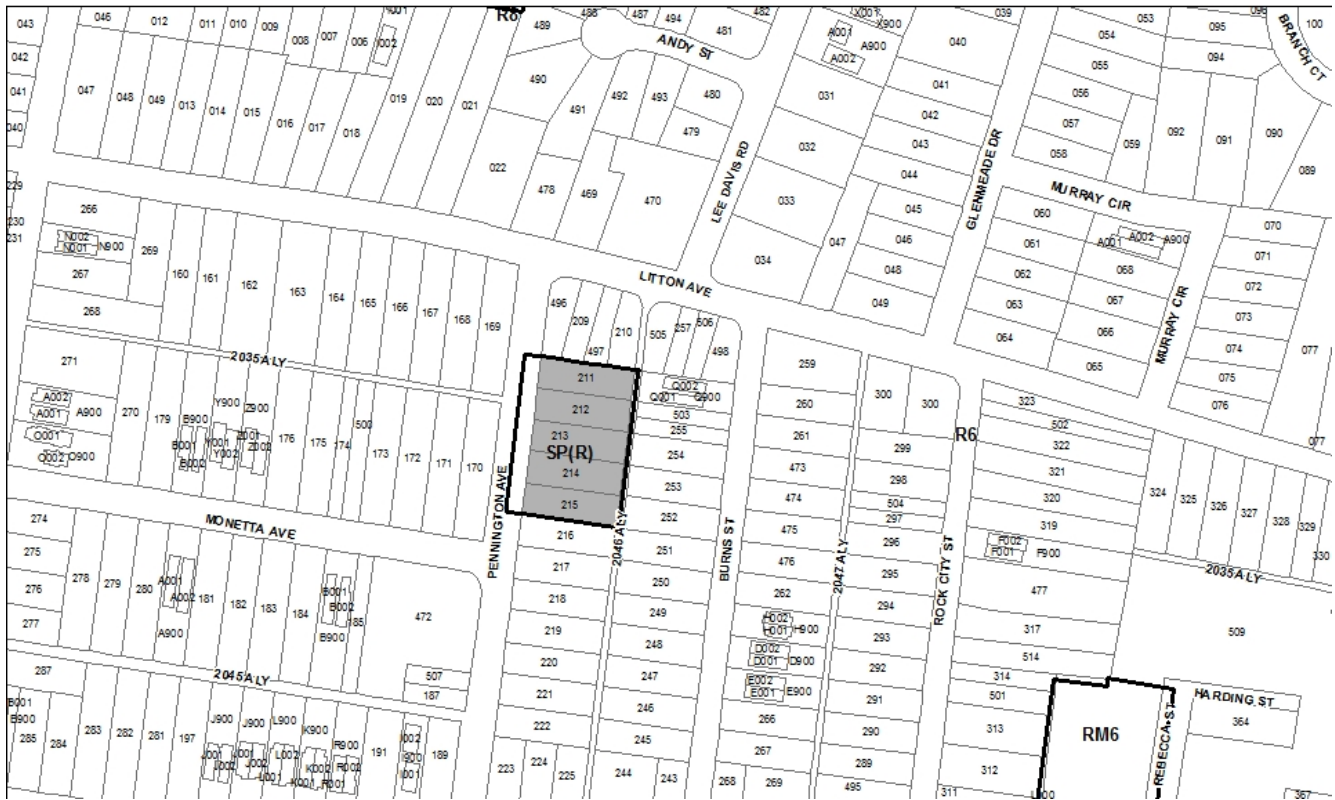 043
046
012
011
010
009
008
007
006
I002
R8
489
488
487
494
482
481
ANDY ST
X001
X900
A001
A900
A002
039
040
053
054
095
094
055
100
BRANCH CT
042
041
040
047
048
049
013
014
015
016
017
018
019
020
021
022
490
491
492
493
480
479
478
469
470
LEE DAVIS RD
031
032
033
034
047
041
042
043
044
045
046
048
049
GLENMEADE DR
056
057
058
059
092
091
090
089
MURRAY CIR
229
230
231
266
N002
N001
N900
267
268
269
160
161
162
163
164
165
166
167
168
169
LITTON AVE
060
061
062
063
064
A001
A002
A900
068
067
066
065
MURRAY CIR
070
071
072
073
074
075
076
077
077
496
209
497
210
505
257
506
498
259
260
261
473
474
475
476
262
300
300
323
502
322
321
320
319
R6
2035 ALY
271
A002
A001
A900
O001
O002
O900
270
179
B900
B001
B002
Y900
Y001
Y002
Z900
Z001
Z002
176
175
174
500
173
172
171
170
211
212
213
SP(R)
214
215
PENNINGTON AVE
2046 ALY
Q002
Q001
Q900
503
255
254
253
252
251
250
249
248
247
246
245
244
243
BURNS ST
299
298
504
297
296
295
294
293
292
291
290
289
495
2047 ALY
ROCK CITY ST
324
325
326
327
328
329
330
2035 ALY
F002
F001
F900
477
317
514
314
501
313
312
311
509
MONETTA AVE
274
275
276
277
278
279
280
A001
A002
A900
181
182
183
184
B001
B002
B900
185
472
507
187
216
217
218
219
220
221
222
223
224
225
H002
H001
H900
D002
D001
D900
E002
E001
E900
266
267
268
269
RM6
REBECCA ST
HARDING ST
364
367
2045 ALY
287
B001
B900
285
284
283
282
281
197
J900
J001
J002
J900
J001
J002
L900
L002
L001
K900
K002
K001
R900
R002
R001
191
I002
I900
I001
189